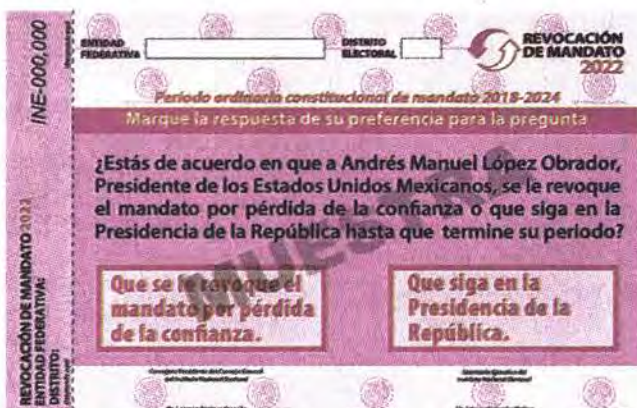 INE-000,000
REVOCACIÓN DE MANDATO 2022
ENTIDAD FEDERATIVA:
DISTRITO:
ENTIDAD
FEDERATIVA
DISTRITO
ELECTORAL
REVOCACIÓN
DE MANDATO
2022
Periodo ordinario constitucional de mandato 2018-2024
Marque la respuesta de su preferencia para la pregunta
¿Estás de acuerdo en que a Andrés Manuel López Obrador,
Presidente de los Estados Unidos Mexicanos, se le revoque
el mandato por pérdida de la confianza o que siga en la
Presidencia de la República hasta que termine su periodo?
MUESTRA
Que se le revoque el
mandato por pérdida
de la confianza.
Que siga en la
Presidencia de la
República.